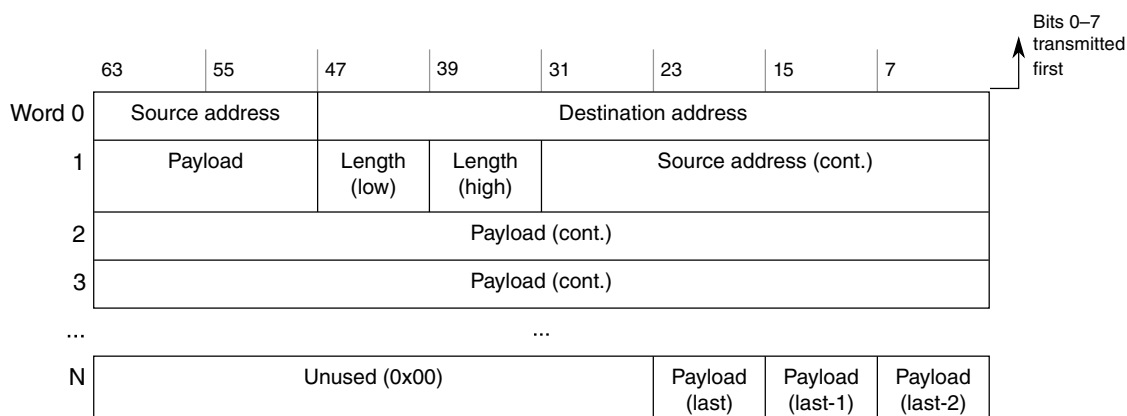 Bits 0–7
transmitted
first
63 55 47 39 31 23 15 7
Word 0 Source address Destination address
1 Payload Length (low) Length (high) Source address (cont.)
2 Payload (cont.)
3 Payload (cont.)
... ...
N Unused (0x00) Payload (last) Payload (last-1) Payload (last-2)